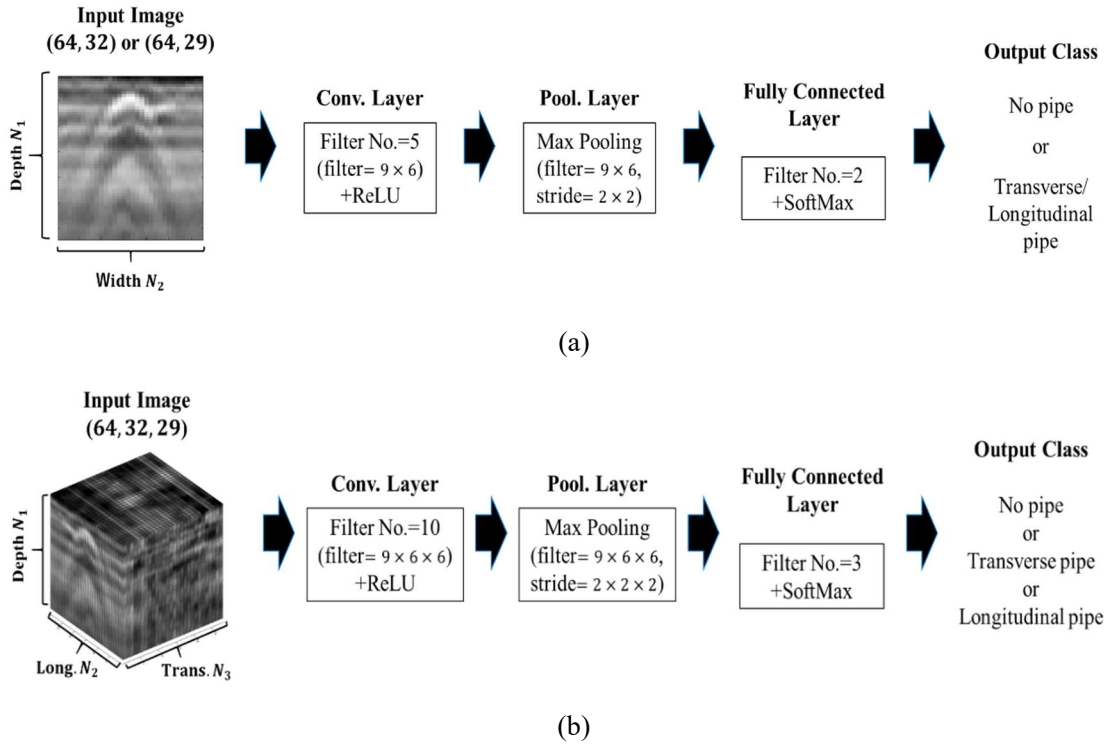 Input Image
(64, 32) or (64, 29)
Depth N₁
Width N₂
Conv. Layer
Filter No.=5
(filter= 9 × 6)
+ReLU
Pool. Layer
Max Pooling
(filter= 9 × 6,
stride= 2 × 2)
Fully Connected
Layer
Filter No.=2
+SoftMax
Output Class
No pipe
or
Transverse/
Longitudinal
pipe
(a)
Input Image
(64, 32, 29)
Depth N₁
Long. N₂
Trans. N₃
Conv. Layer
Filter No.=10
(filter= 9 × 6 × 6)
+ReLU
Pool. Layer
Max Pooling
(filter= 9 × 6 × 6,
stride= 2 × 2 × 2)
Fully Connected
Layer
Filter No.=3
+SoftMax
Output Class
No pipe
or
Transverse pipe
or
Longitudinal pipe
(b)